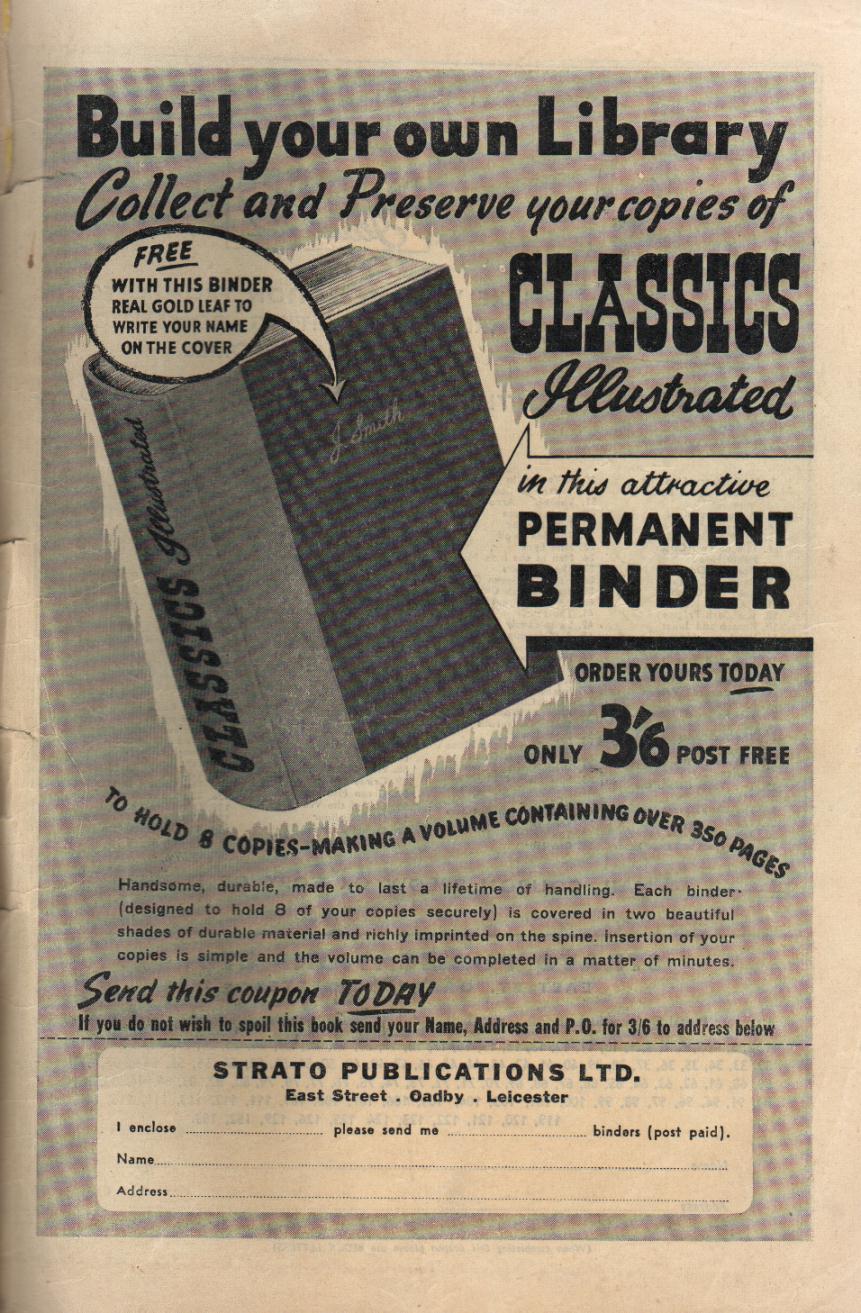 Build your own Library
Collect and Preserve your copies of
CLASSICS
Illustrated
FREE
WITH THIS BINDER
REAL GOLD LEAF TO
WRITE YOUR NAME
ON THE COVER
J Smith
CLASSICS Illustrated
in this attractive
PERMANENT
BINDER
ORDER YOURS TODAY
ONLY 3'6 POST FREE
TO HOLD 8 COPIES-MAKING A VOLUME CONTAINING OVER 350 PAGES
Handsome, durable, made to last a lifetime of handling. Each binder
(designed to hold 8 of your copies securely) is covered in two beautiful
shades of durable material and richly imprinted on the spine. Insertion of your
copies is simple and the volume can be completed in a matter of minutes.
Send this coupon TODAY
If you do not wish to spoil this book send your Name, Address and P.O. for 3/6 to address below
STRATO PUBLICATIONS LTD.
East Street . Oadby . Leicester
I enclose ........................ please send me ........................ binders (post paid).
Name........................
Address........................